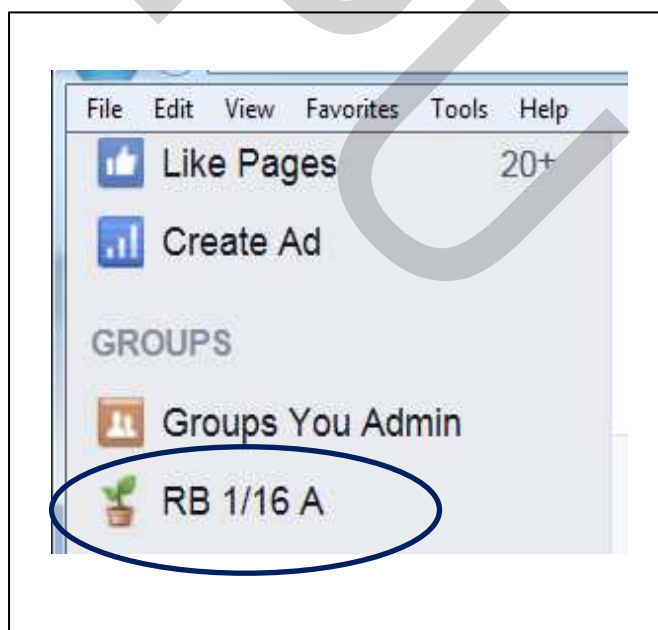 File Edit View Favorites Tools Help
Like Pages 20+
Create Ad
GROUPS
Groups You Admin
RB 1/16 A